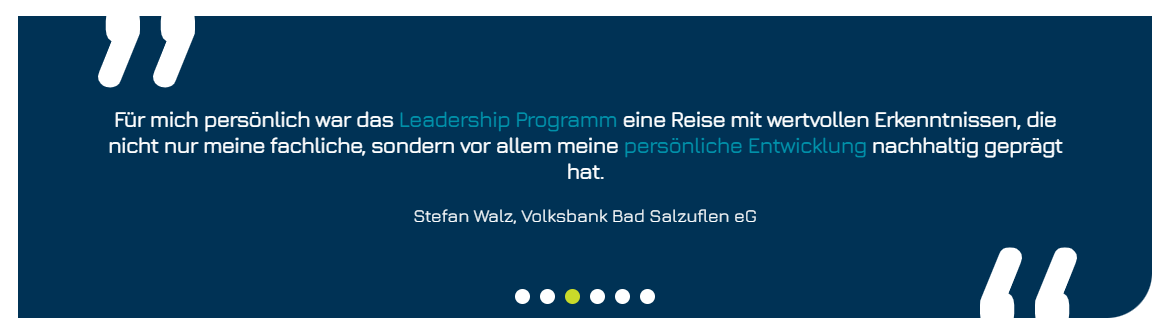 Für mich persönlich war das Leadership Programm eine Reise mit wertvollen Erkenntnissen, die
nicht nur meine fachliche, sondern vor allem meine persönliche Entwicklung nachhaltig geprägt
hat.
Stefan Walz, Volksbank Bad Salzuflen eG